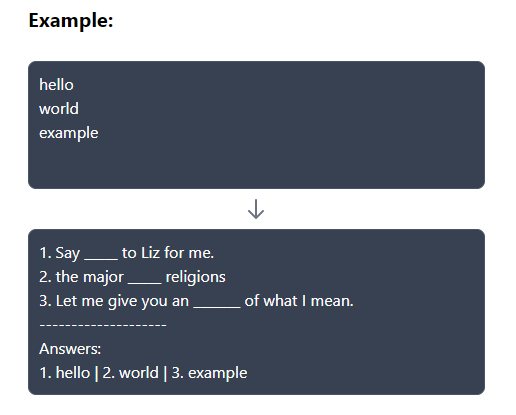 Example:
hello
world
example
1. Say _____ to Liz for me.
2. the major _____ religions
3. Let me give you an _______ of what I mean.
--------------------
Answers:
1. hello | 2. world | 3. example